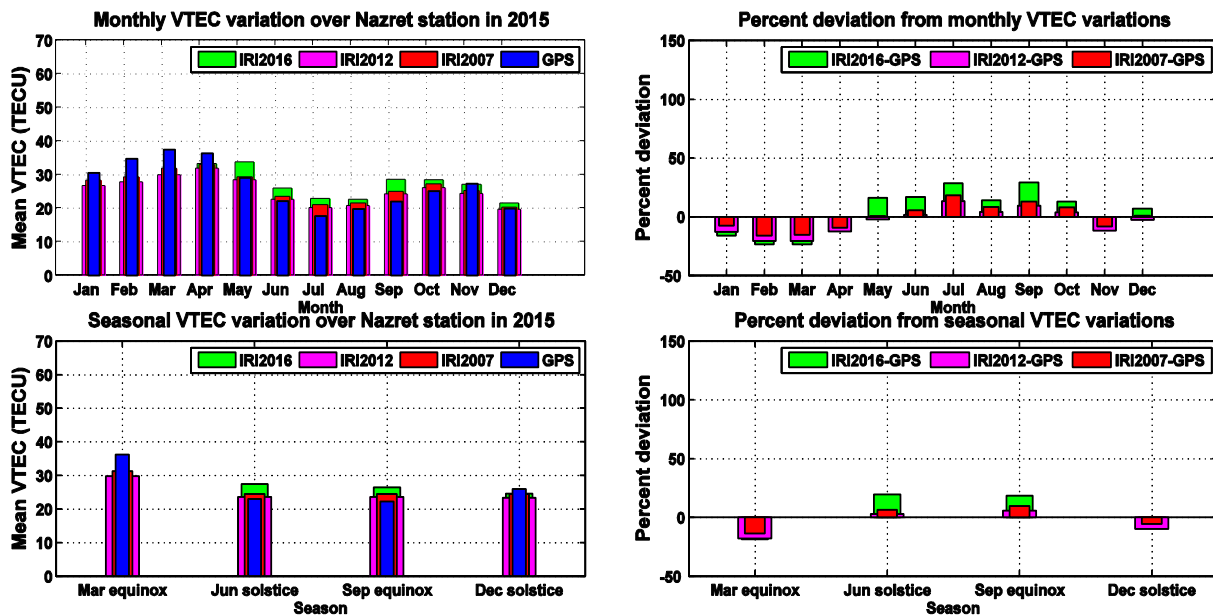 Monthly VTEC variation over Nazret station in 2015
70
60
50
40
30
20
10
0
Mean VTEC (TECU)
IRI2016 IRI2012 IRI2007 GPS
Jan Feb Mar Apr May Jun Jul Aug Sep Oct Nov Dec
Month
Percent deviation from monthly VTEC variations
150
100
50
0
-50
Percent deviation
IRI2016-GPS IRI2012-GPS IRI2007-GPS
Jan Feb Mar Apr May Jun Jul Aug Sep Oct Nov Dec
Month
Seasonal VTEC variation over Nazret station in 2015
70
60
50
40
30
20
10
0
Mean VTEC (TECU)
IRI2016 IRI2012 IRI2007 GPS
Mar equinox Jun solstice Sep equinox Dec solstice
Season
Percent deviation from seasonal VTEC variations
150
100
50
0
-50
Percent deviation
IRI2016-GPS IRI2012-GPS IRI2007-GPS
Mar equinox Jun solstice Sep equinox Dec solstice
Season